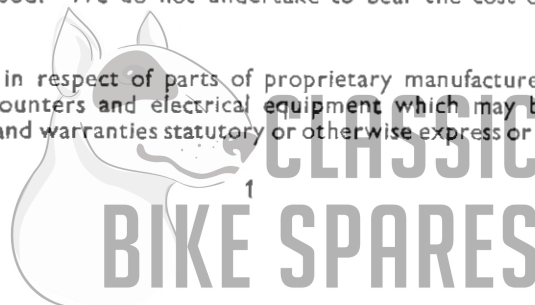 We do not undertake to bear the cost
in respect of parts of proprietary manufacture
ounters and electrical equipment which may b
and warranties statutory or otherwise express or
1
CLASSIC
BIKE SPARES